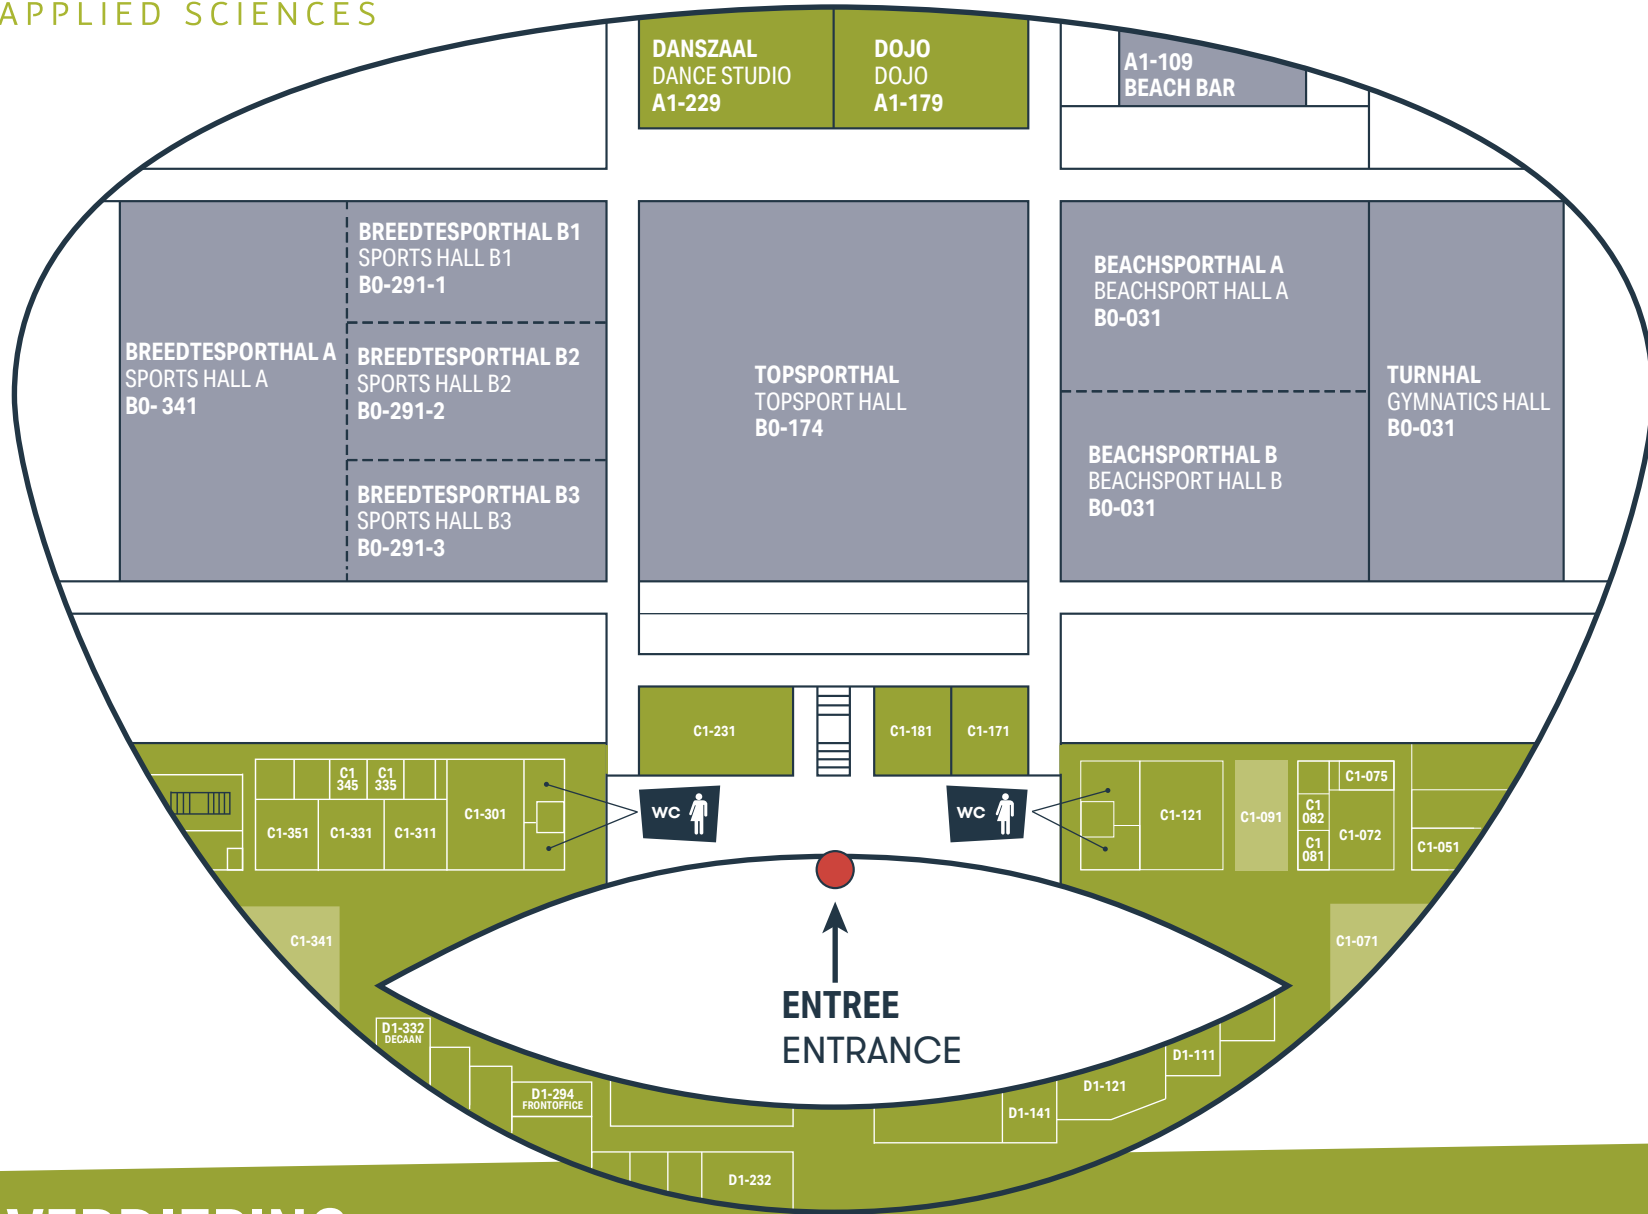 APPLIED SCIENCES
DANSZAAL
DANCE STUDIO
A1-229
DOJO
DOJO
A1-179
A1-109
BEACH BAR
BREEDTESPORTHAL A
SPORTS HALL A
B0- 341
BREEDTESPORTHAL B1
SPORTS HALL B1
B0-291-1
BREEDTESPORTHAL B2
SPORTS HALL B2
B0-291-2
BREEDTESPORTHAL B3
SPORTS HALL B3
B0-291-3
TOPSPORTHAL
TOPSPORT HALL
B0-174
BEACHSPORTHAL A
BEACHSPORT HALL A
B0-031
BEACHSPORTHAL B
BEACHSPORT HALL B
B0-031
TURNHAL
GYMNATICS HALL
B0-031
C1-231
C1-181
C1-171
C1
345
C1
335
C1-351
C1-331
C1-311
C1-301
WC
WC
C1-121
C1-091
C1-075
C1
082
C1
081
C1-072
C1-051
C1-341
C1-071
ENTREE
ENTRANCE
D1-332
DECAAN
D1-294
FRONTOFFICE
D1-232
D1-141
D1-121
D1-111
VERDIEPING